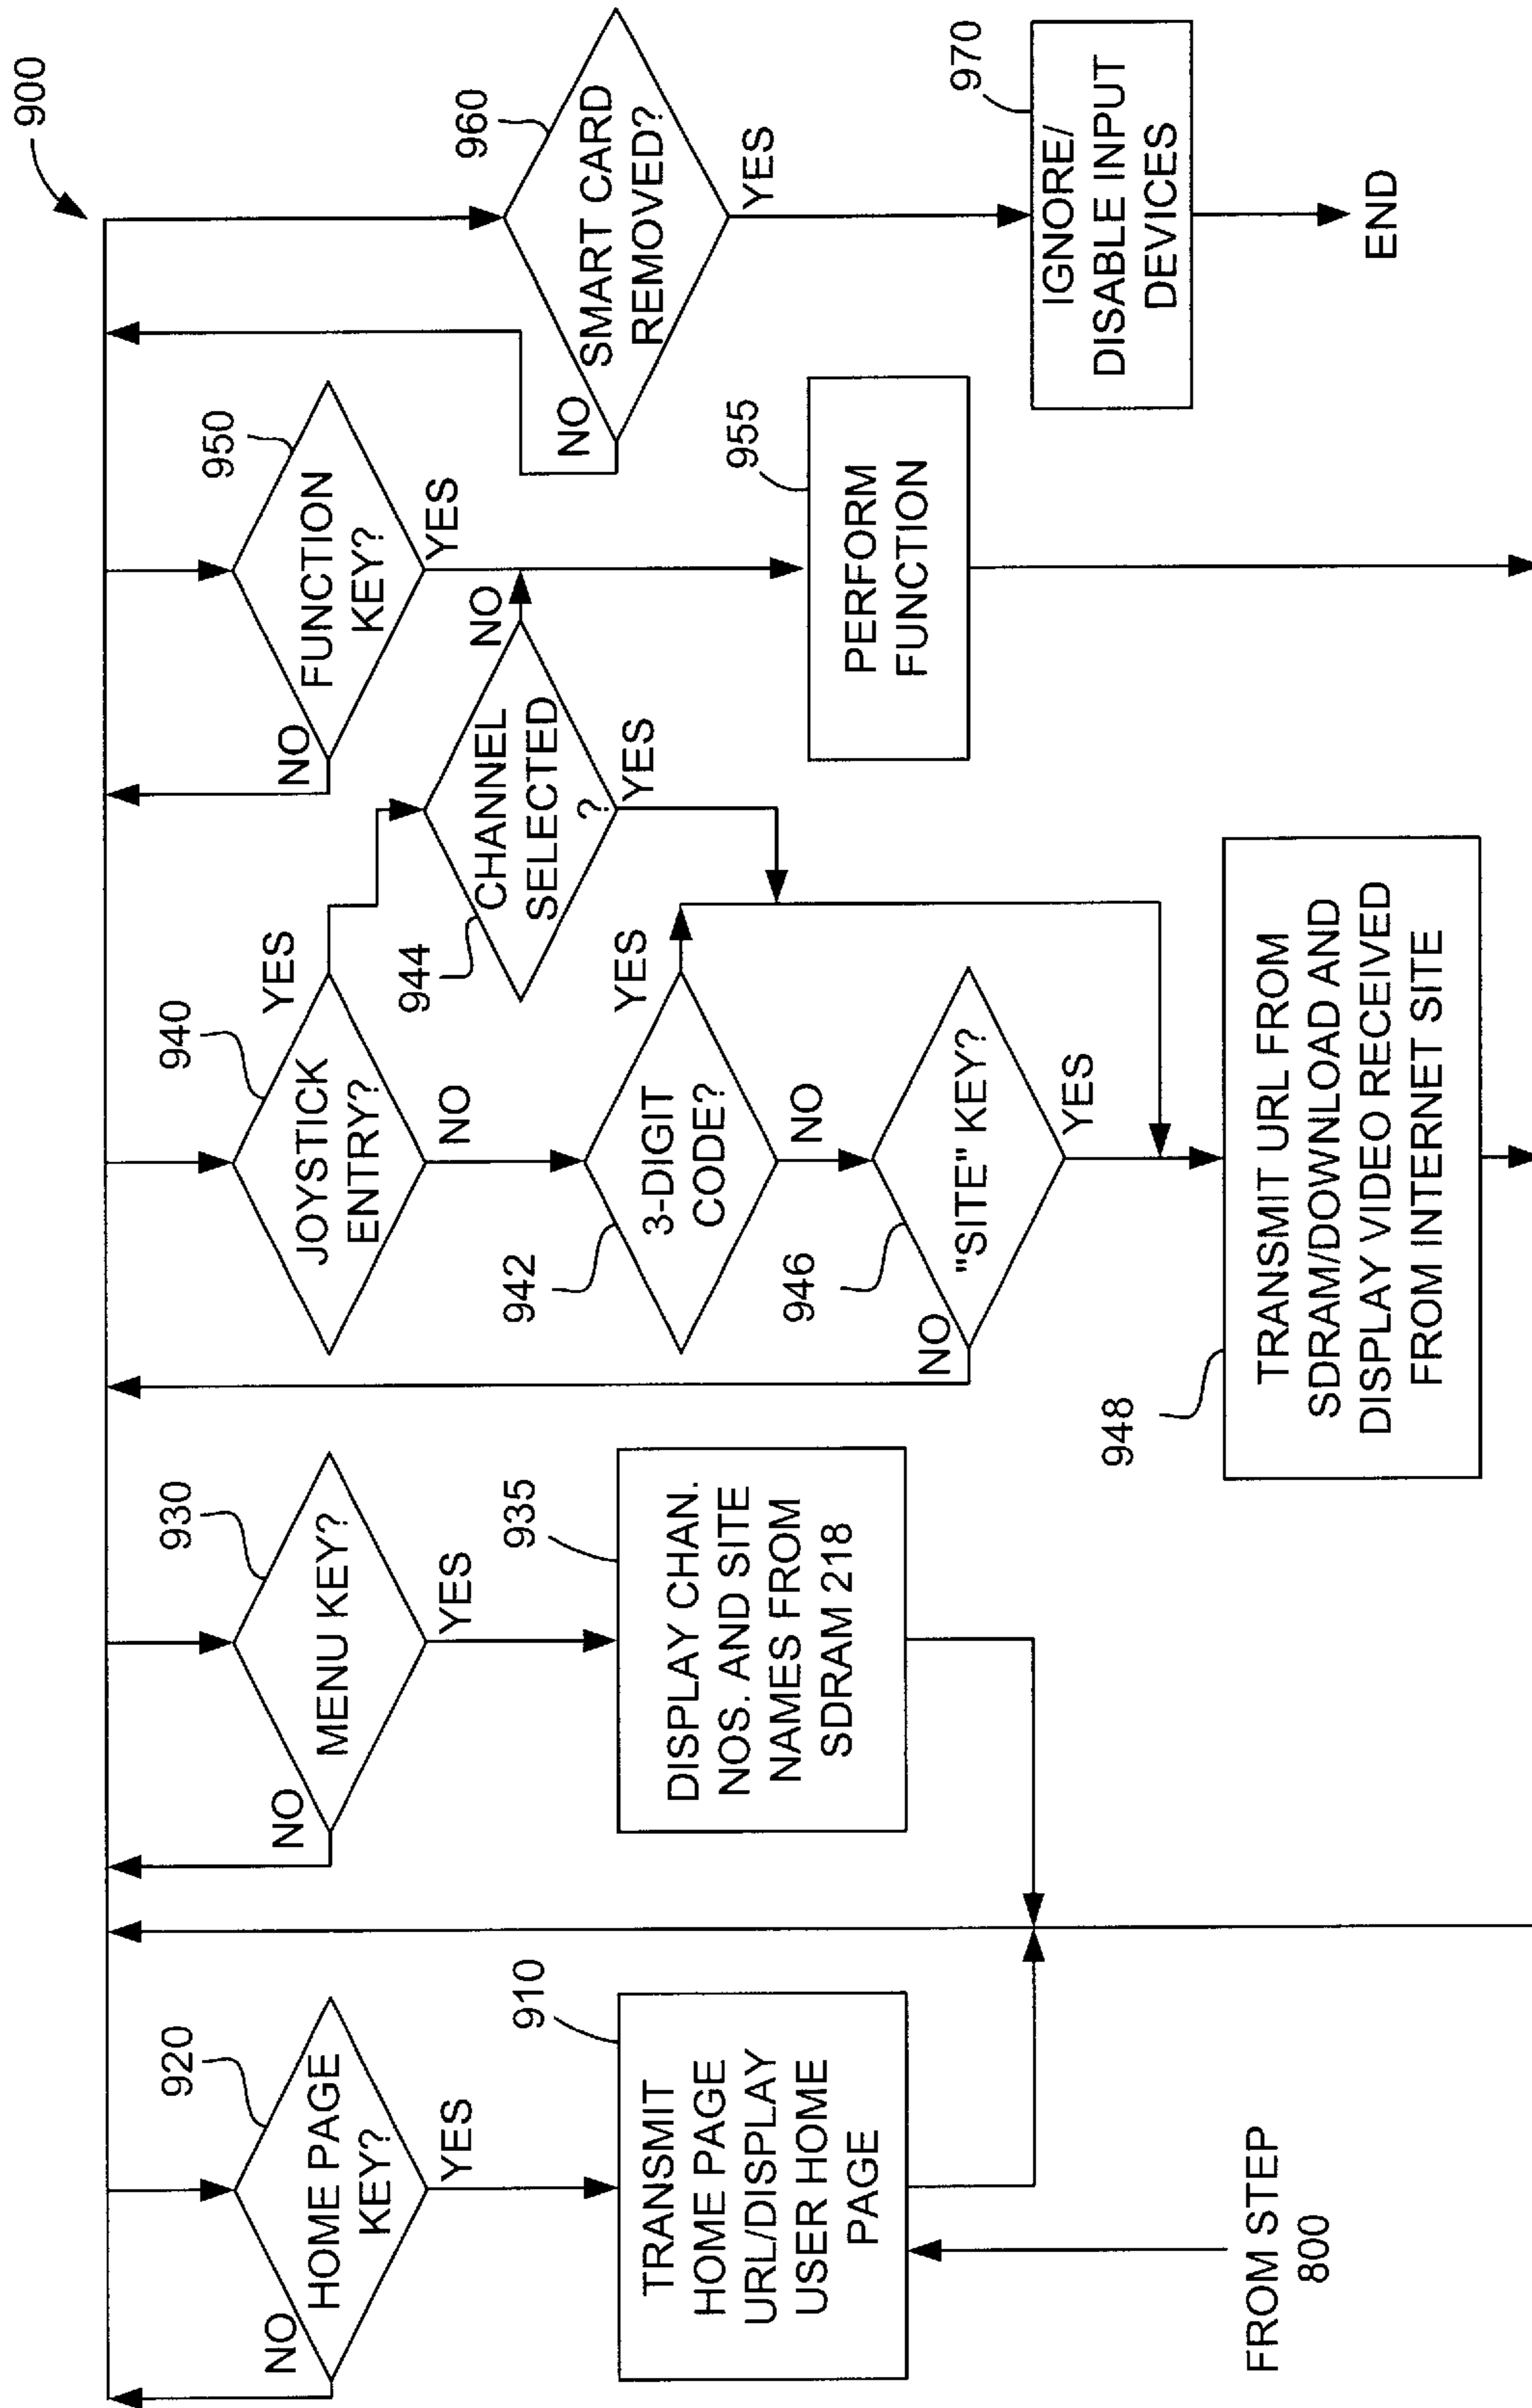 900
920
HOME PAGE
KEY?
NO
YES
910
TRANSMIT
HOME PAGE
URL/DISPLAY
USER HOME
PAGE
FROM STEP
800
930
MENU KEY?
NO
YES
935
DISPLAY CHAN.
NOS. AND SITE
NAMES FROM
SDRAM 218
940
JOYSTICK
ENTRY?
YES
NO
944
CHANNEL
SELECTED
?
NO
YES
942
3-DIGIT
CODE?
YES
NO
946
"SITE" KEY?
NO
YES
948
TRANSMIT URL FROM
SDRAM/DOWNLOAD AND
DISPLAY VIDEO RECEIVED
FROM INTERNET SITE
950
FUNCTION
KEY?
NO
YES
955
PERFORM
FUNCTION
960
SMART CARD
REMOVED?
NO
YES
970
IGNORE/
DISABLE INPUT
DEVICES
END